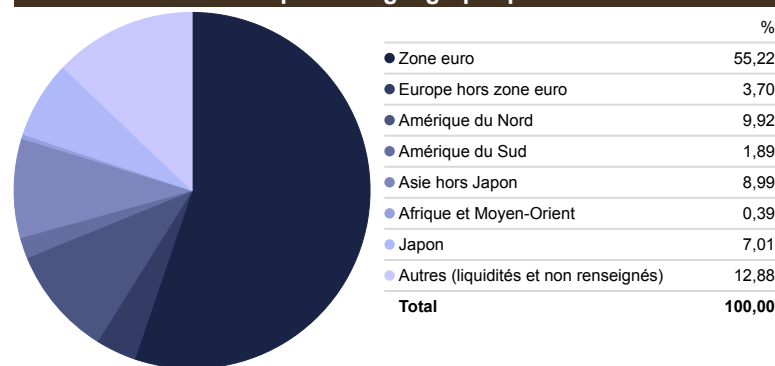 %
Zone euro 55,22
Europe hors zone euro 3,70
Amérique du Nord 9,92
Amérique du Sud 1,89
Asie hors Japon 8,99
Afrique et Moyen-Orient 0,39
Japon 7,01
Autres (liquidités et non renseignés) 12,88
Total 100,00